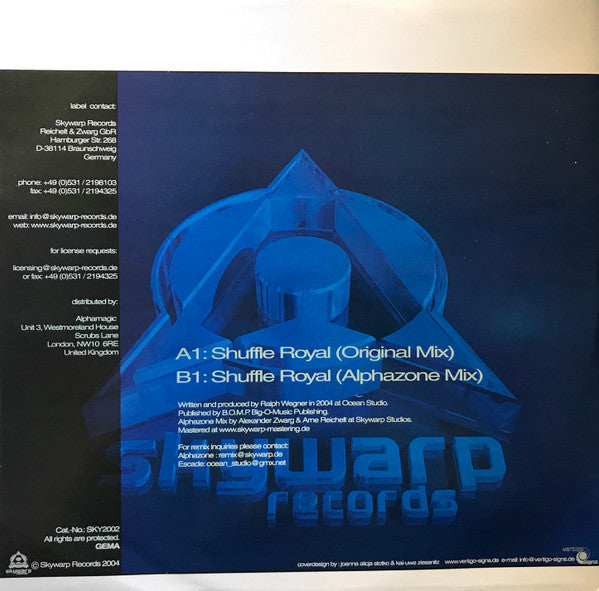 label contact:
Skywarp Records
Reichelt & Zwarg GbR
Hamburger Str. 268
D-38114 Braunschweig
Germany
phone: +49 (0)531 / 2198103
fax: +49 (0)531 / 2194325
email: info@skywarp-records.de
web: www.skywarp-records.de
for license requests:
licensing@skywarp-records.de
or fax: +49 (0)531 / 2194325
distributed by:
Alphamagic
Unit 3, Westmoreland House
Scrubs Lane
London, NW10 6RE
United Kingdom
Cat.-No.: SKY2002
All rights are protected.
GEMA
© Skywarp Records 2004
A1: Shuffle Royal (Original Mix)
B1: Shuffle Royal (Alphazone Mix)
Written and produced by Ralph Wegner in 2004 at Ocean Studio.
Published by B.O.M.P. Big-O-Music Publishing.
Alphazone Mix by Alexander Zwarg & Arne Reichelt at Skywarp Studios.
Mastered at www.skywarp-mastering.de
For remix inquiries please contact:
Alphazone : remix@skywarp.de
Escade: ocean_studio@gmx.net
skywarp
records
coverdesign by : joanna alicja stolko & kai-uwe ziesenitz
www.vertigo-signs.de e-mail: info@vertigo-signs.de
vertigo
signs